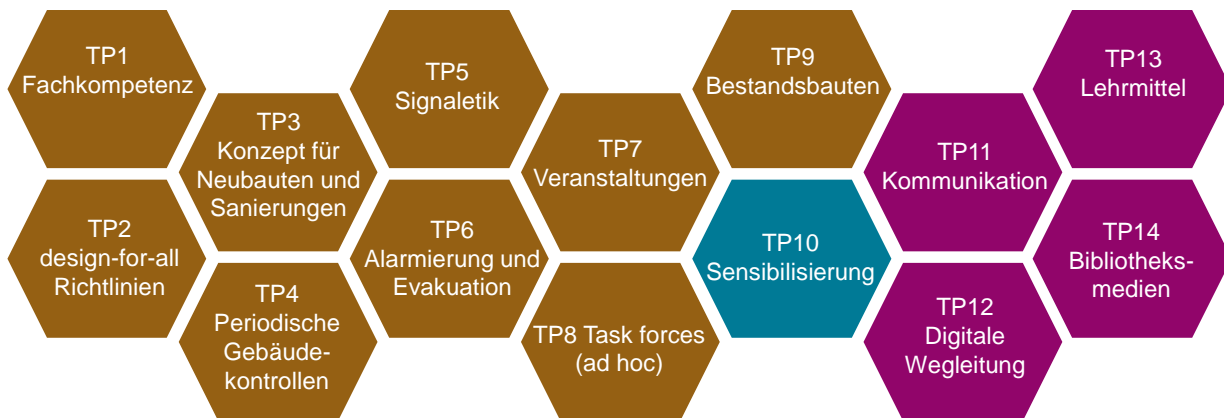 TP1
Fachkompetenz
TP2
design-for-all
Richtlinien
TP3
Konzept für
Neubauten und
Sanierungen
TP4
Periodische
Gebäude-
kontrollen
TP5
Signaletik
TP6
Alarmierung und
Evakuation
TP7
Veranstaltungen
TP8 Task forces
(ad hoc)
TP9
Bestandsbauten
TP10
Sensibilisierung
TP11
Kommunikation
TP12
Digitale
Wegleitung
TP13
Lehrmittel
TP14
Bibliotheks-
medien